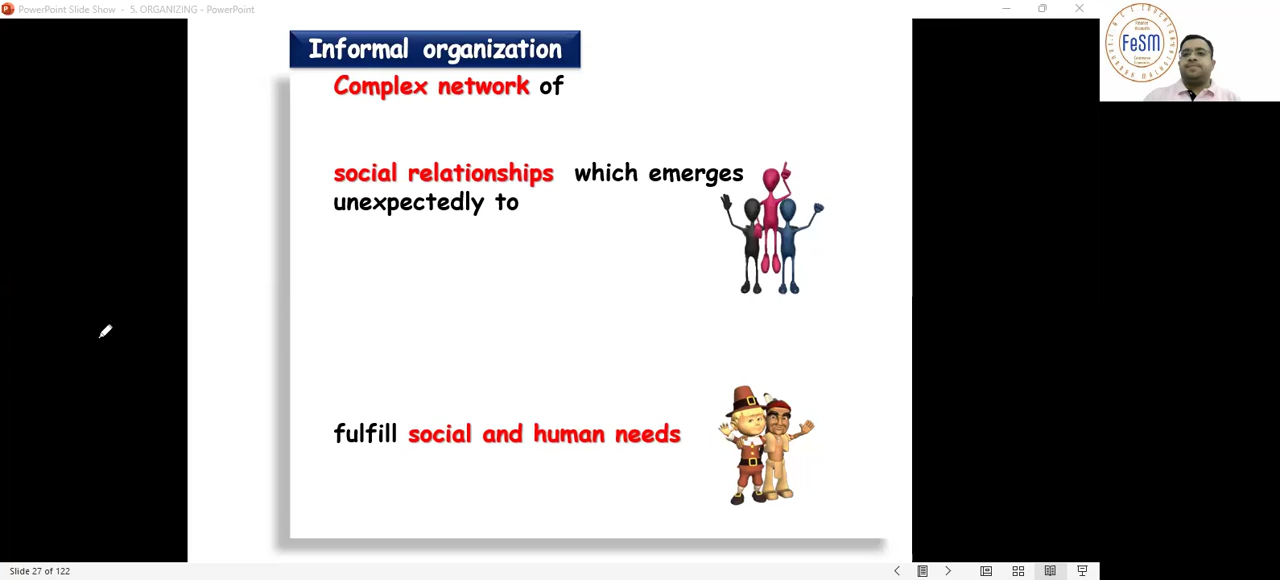 PowerPoint Slide Show - 5. ORGANIZING - PowerPoint
FeSM
Informal organization
Complex network of
social relationships which emerges
unexpectedly to
fulfill social and human needs
Slide 27 of 122